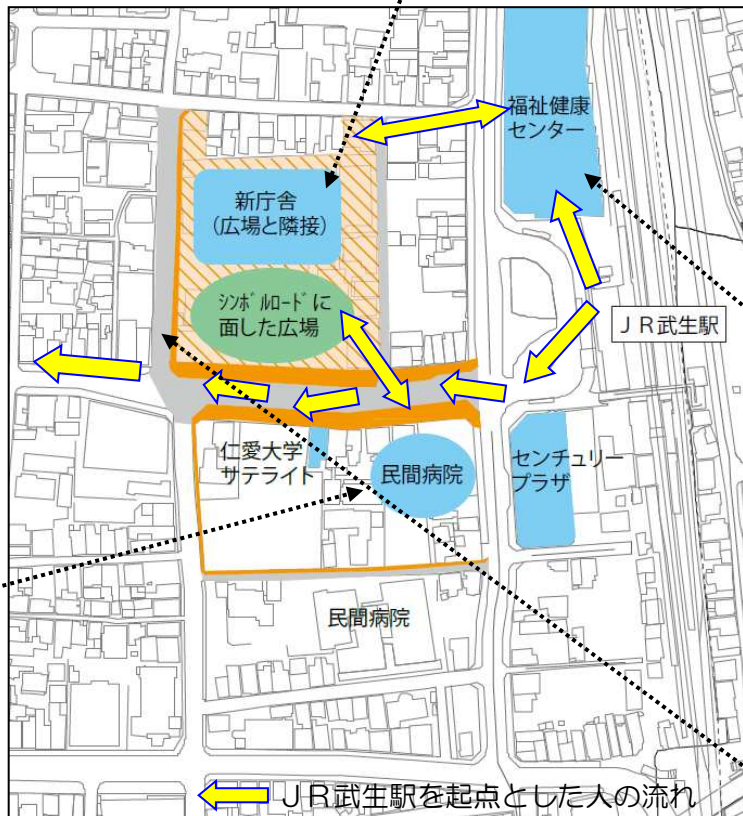 福祉健康
センター
新庁舎
(広場と隣接)
シンボルロードに
面した広場
JR武生駅
仁愛大学
サテライト
民間病院
センチュリー
プラザ
民間病院
JR武生駅を起点とした人の流れ